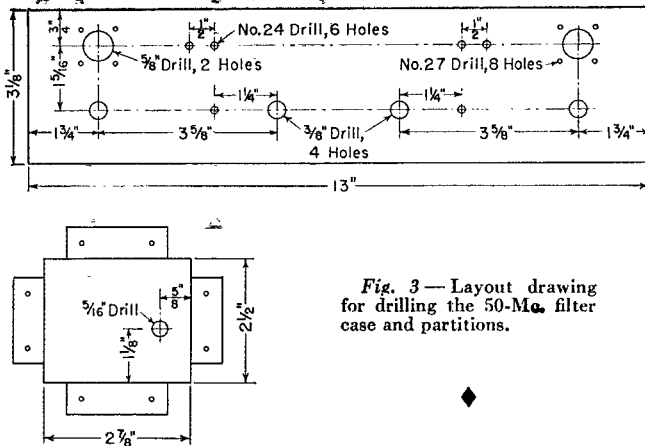 3/4
1/2"
No.24 Drill,6 Holes
1/2"
5/8" Drill, 2 Holes
No.27 Drill,8 Holes
3 1/8"
1 5/16"
1 1/4"
1 1/4"
1 3/4"
3 5/8"
3/8" Drill,
4 Holes
3 5/8"
1 3/4"
13"
5/16" Drill
5/8
1 1/8"
2 1/2"
2 7/8"
Fig. 3 — Layout drawing
for drilling the 50-Mc. filter
case and partitions.